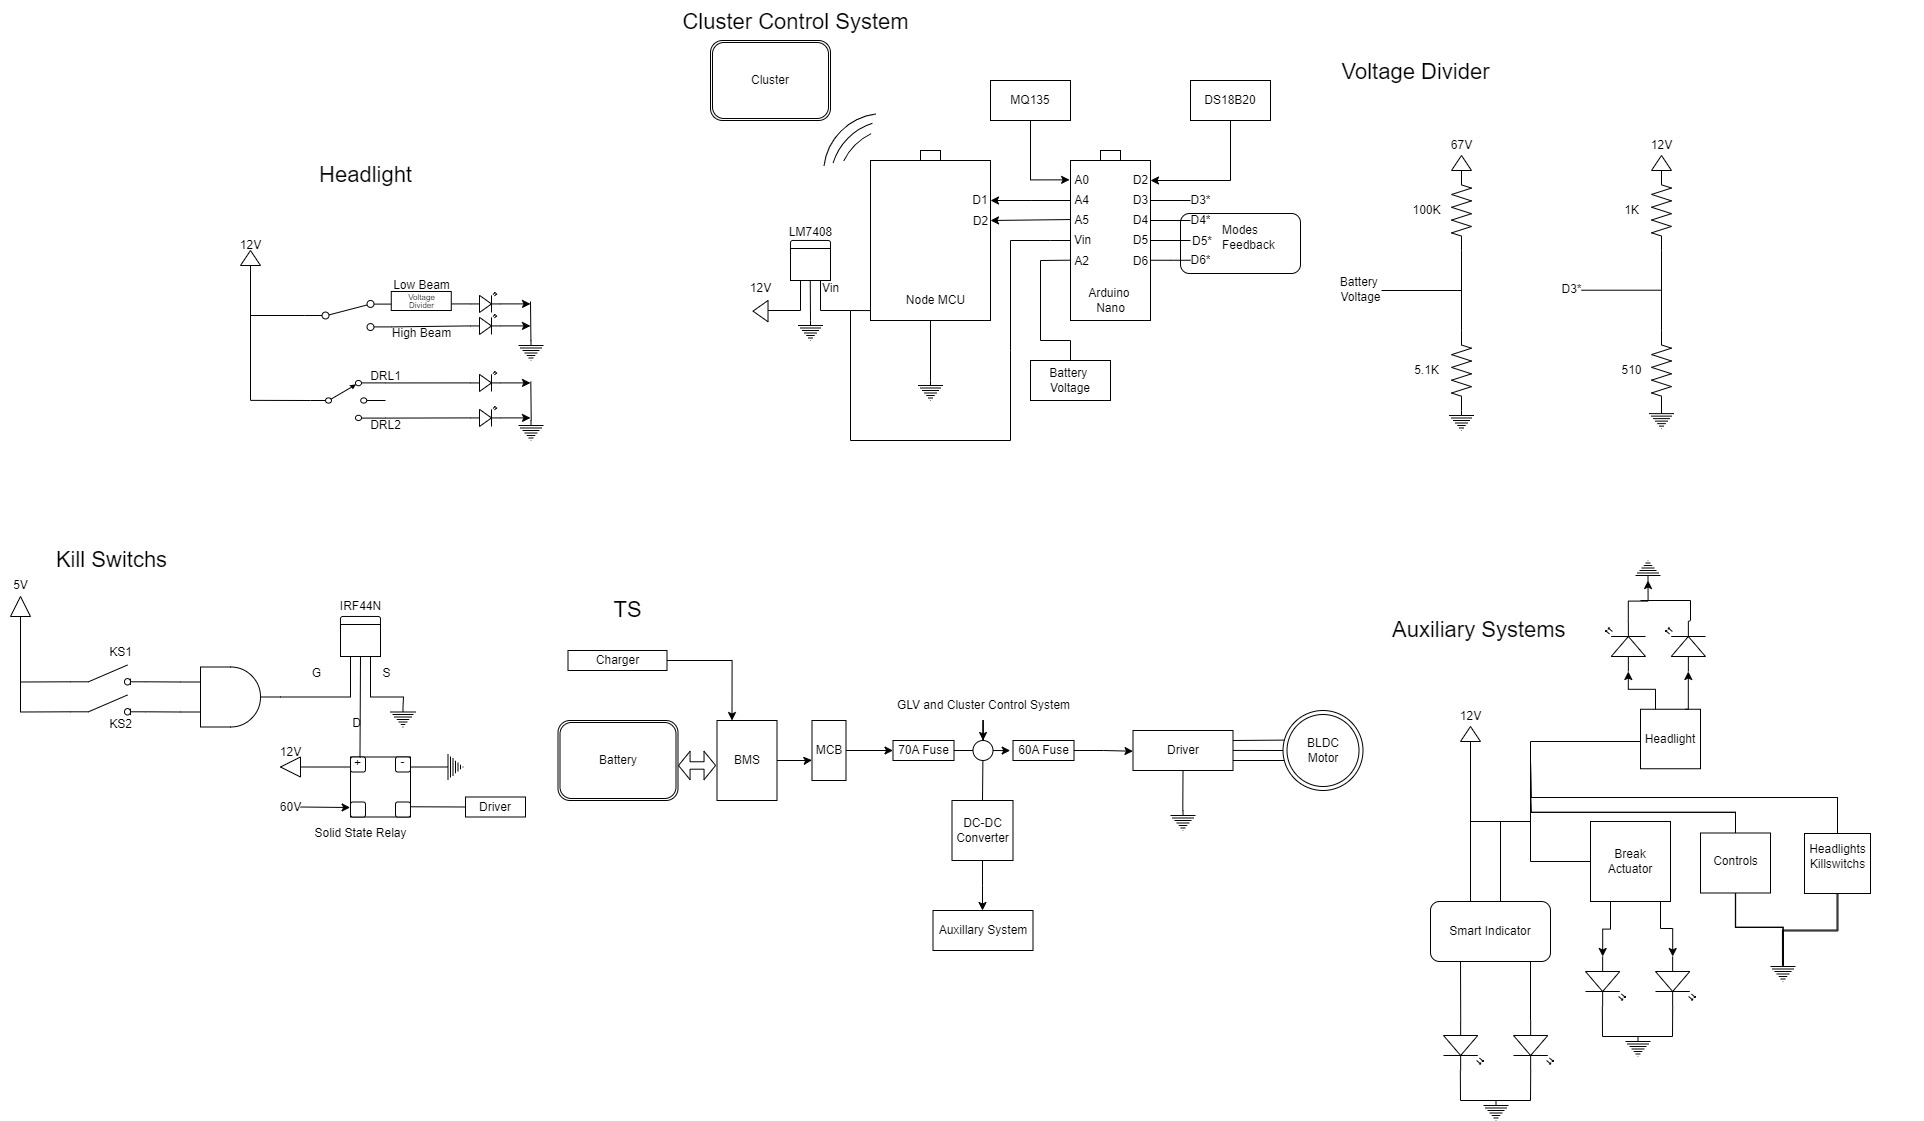 Cluster Control System
Cluster
MQ135
DS18B20
A0
A4
A5
Vin
A2
D2
D3
D4
D5
D6
D3*
D4*
D5*
D6*
Modes
Feedback
Arduino
Nano
D1
D2
Node MCU
LM7408
12V
Vin
Battery
Voltage
Voltage Divider
67V
100K
Battery
Voltage
5.1K
12V
1K
D3*
510
Headlight
12V
Low Beam
Voltage
Divider
High Beam
DRL1
DRL2
Kill Switchs
5V
KS1
KS2
IRF44N
G
S
D
12V
+
-
60V
Driver
Solid State Relay
TS
Charger
Battery
BMS
MCB
70A Fuse
GLV and Cluster Control System
60A Fuse
Driver
BLDC
Motor
DC-DC
Converter
Auxillary System
Auxiliary Systems
12V
Headlight
Break
Actuator
Controls
Headlights
Killswitchs
Smart Indicator